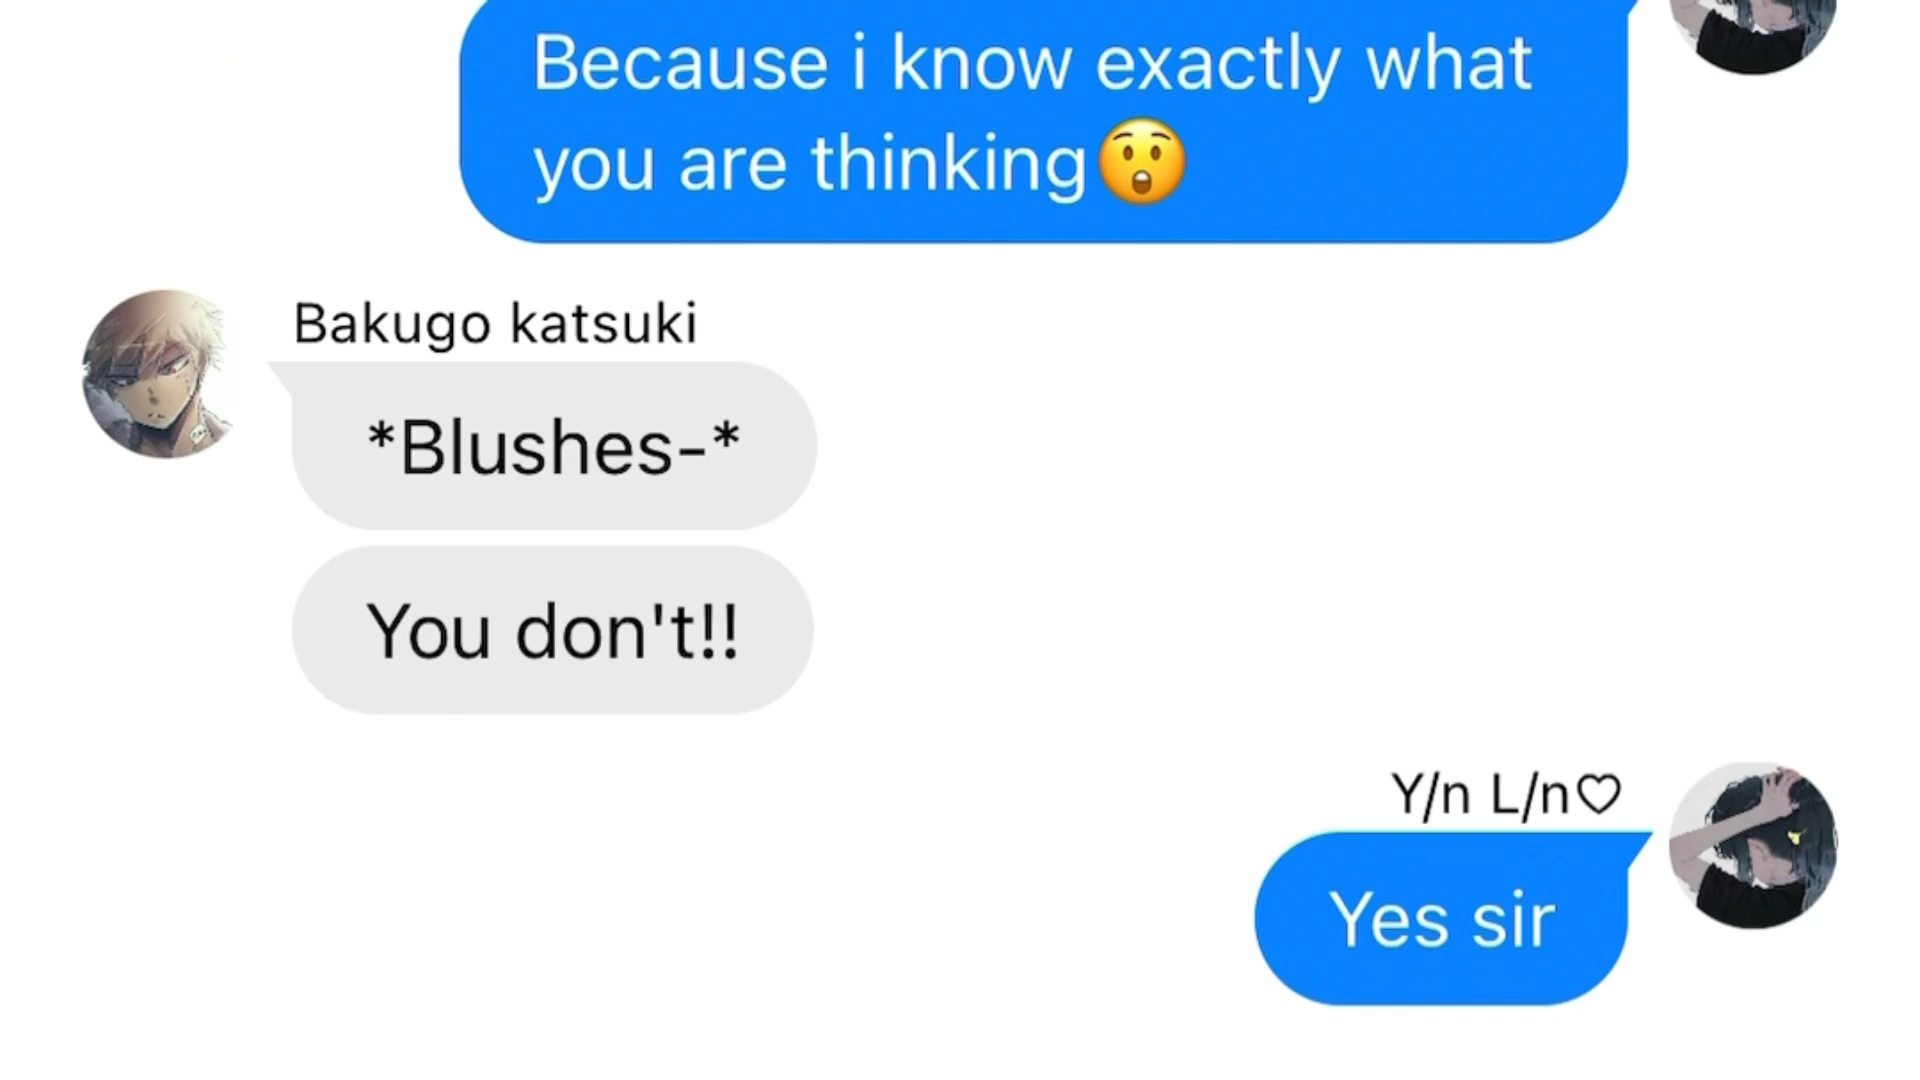 Because i know exactly what
you are thinking😲
Bakugo katsuki
*Blushes-*
You don't!!
Y/n L/n♡
Yes sir